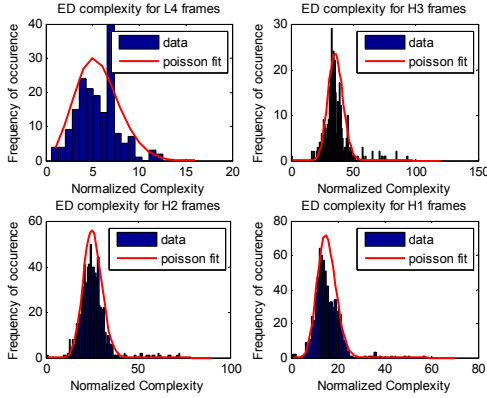 ED complexity for L4 frames
Frequency of occurence
40
30
20
10
0
0 5 10 15 20
data
poisson fit
Normalized Complexity
ED complexity for H3 frames
Frequency of occurence
30
20
10
0
0 50 100 150
data
poisson fit
Normalized Complexity
ED complexity for H2 frames
Frequency of occurence
60
40
20
0
0 50 100
data
poisson fit
Normalized Complexity
ED complexity for H1 frames
Frequency of occurence
80
60
40
20
0
0 20 40 60 80
data
poisson fit
Normalized Complexity